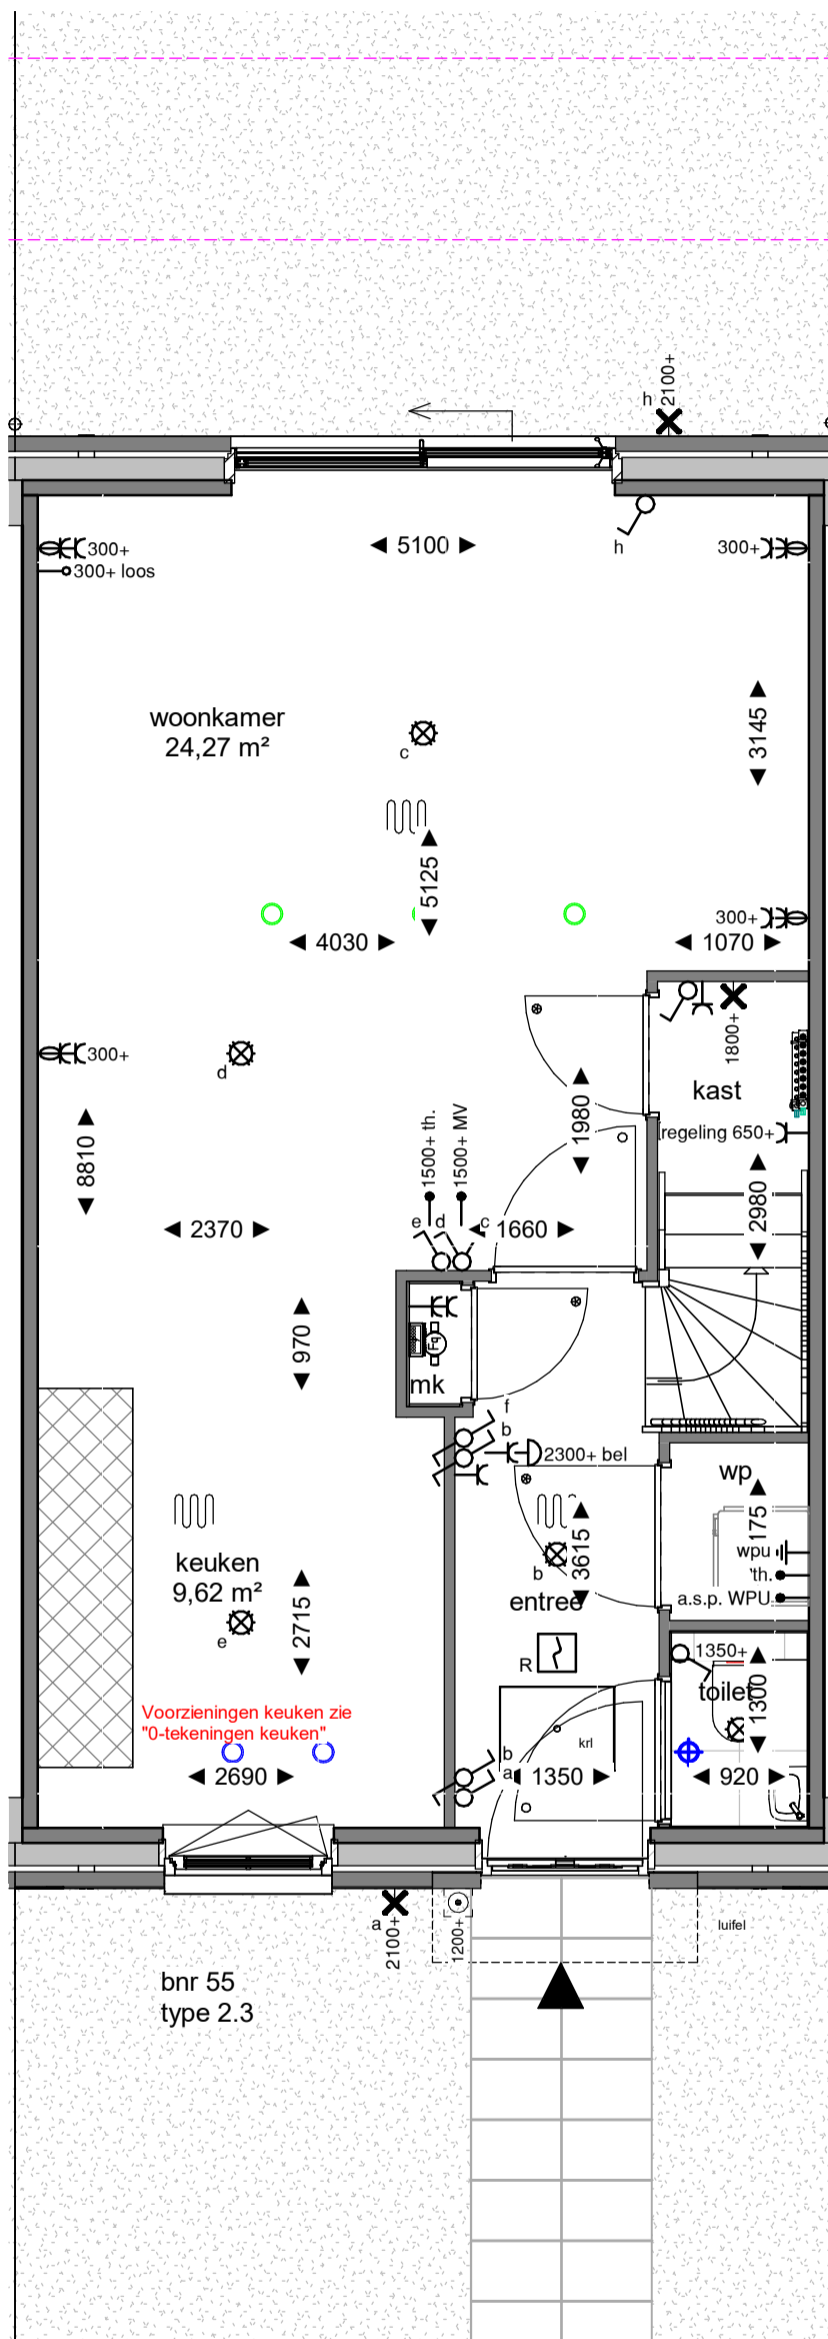 h
2100+
5100
h
300+
300+ loos
300+
woonkamer
24,27 m²
c
3145
5125
4030
300+
1070
1800+
300+
d
kast
1980
regeling 650+
8810
1500+ th.
1500+ MV
2980
2370
e
d
c
1660
970
Fq
mk
f
b
2300+ bel
wp
175
keuken
9,62 m²
e
2715
b
3615
entree
wpu
'th.
a.s.p. WPU
R
1350+
toilet
1300
Voorzieningen keuken zie
"0-tekeningen keuken"
krl
2690
b
a
1350
920
a
2100+
1200+
luifel
bnr 55
type 2.3